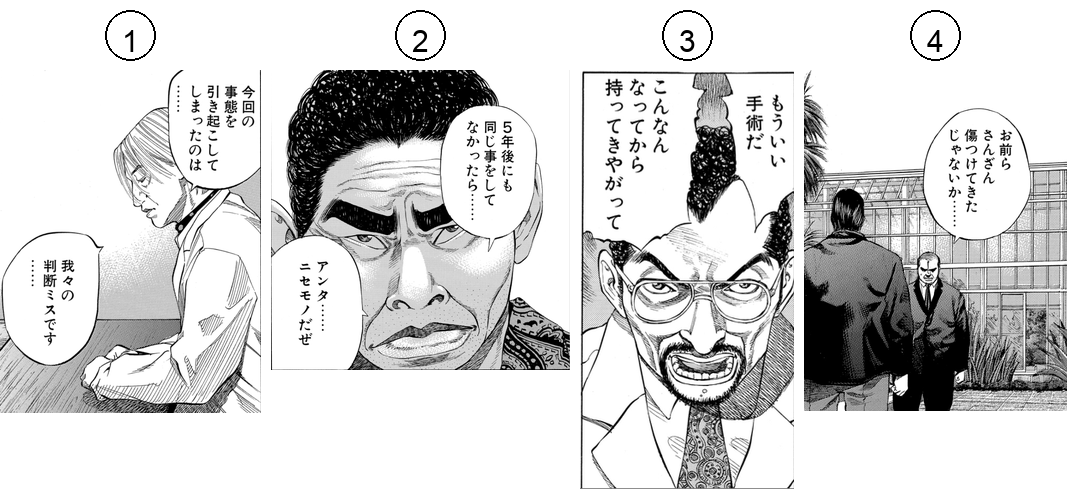 1
今回の
事態を
引き起こして
しまったのは
……
我々の
判断ミスです
……
2
5年後にも
同じ事をして
なかったら……
アンタ……
ニセモノだぜ
3
もういい
手術だ
こんなん
なってから
持ってきやがって
4
お前ら
さんざん
傷つけてきた
じゃないか……